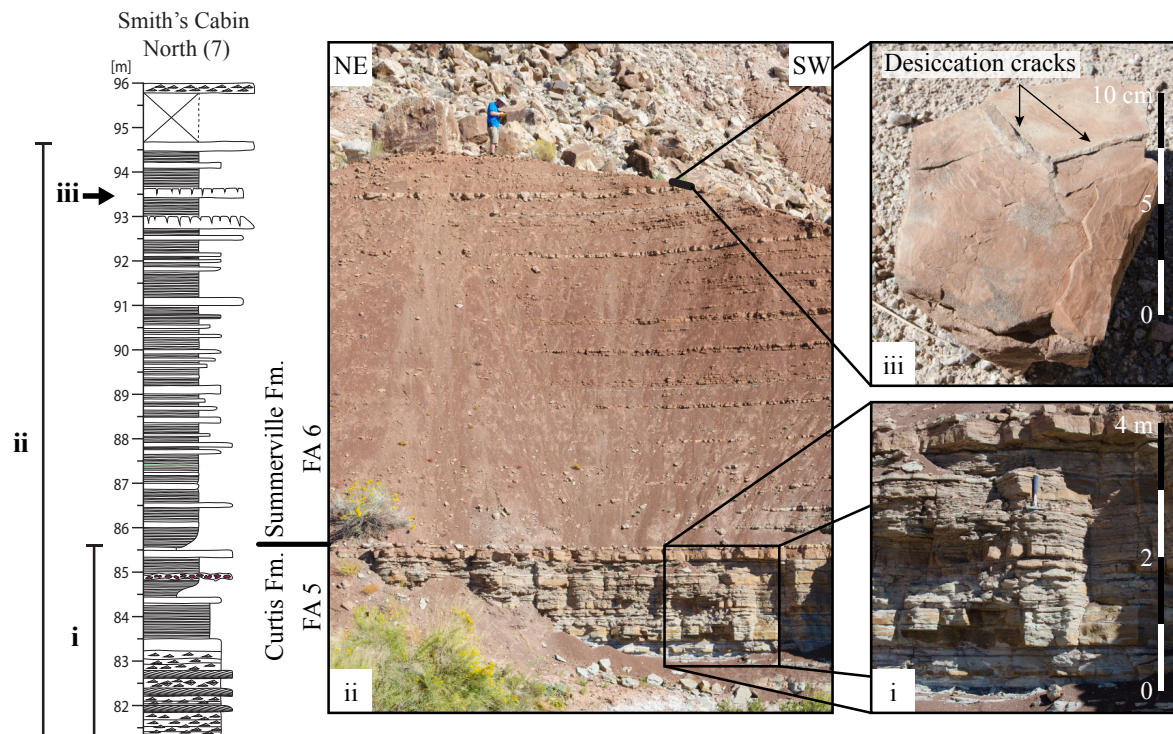 Smith's Cabin
North (7)
[m]
96
95
94
93
92
91
90
89
88
87
86
85
84
83
82
ii
iii
i
Summerville Fm.
FA 6
Curtis Fm.
FA 5
NE
SW
ii
Desiccation cracks
10 cm
5
0
iii
4 m
2
0
i